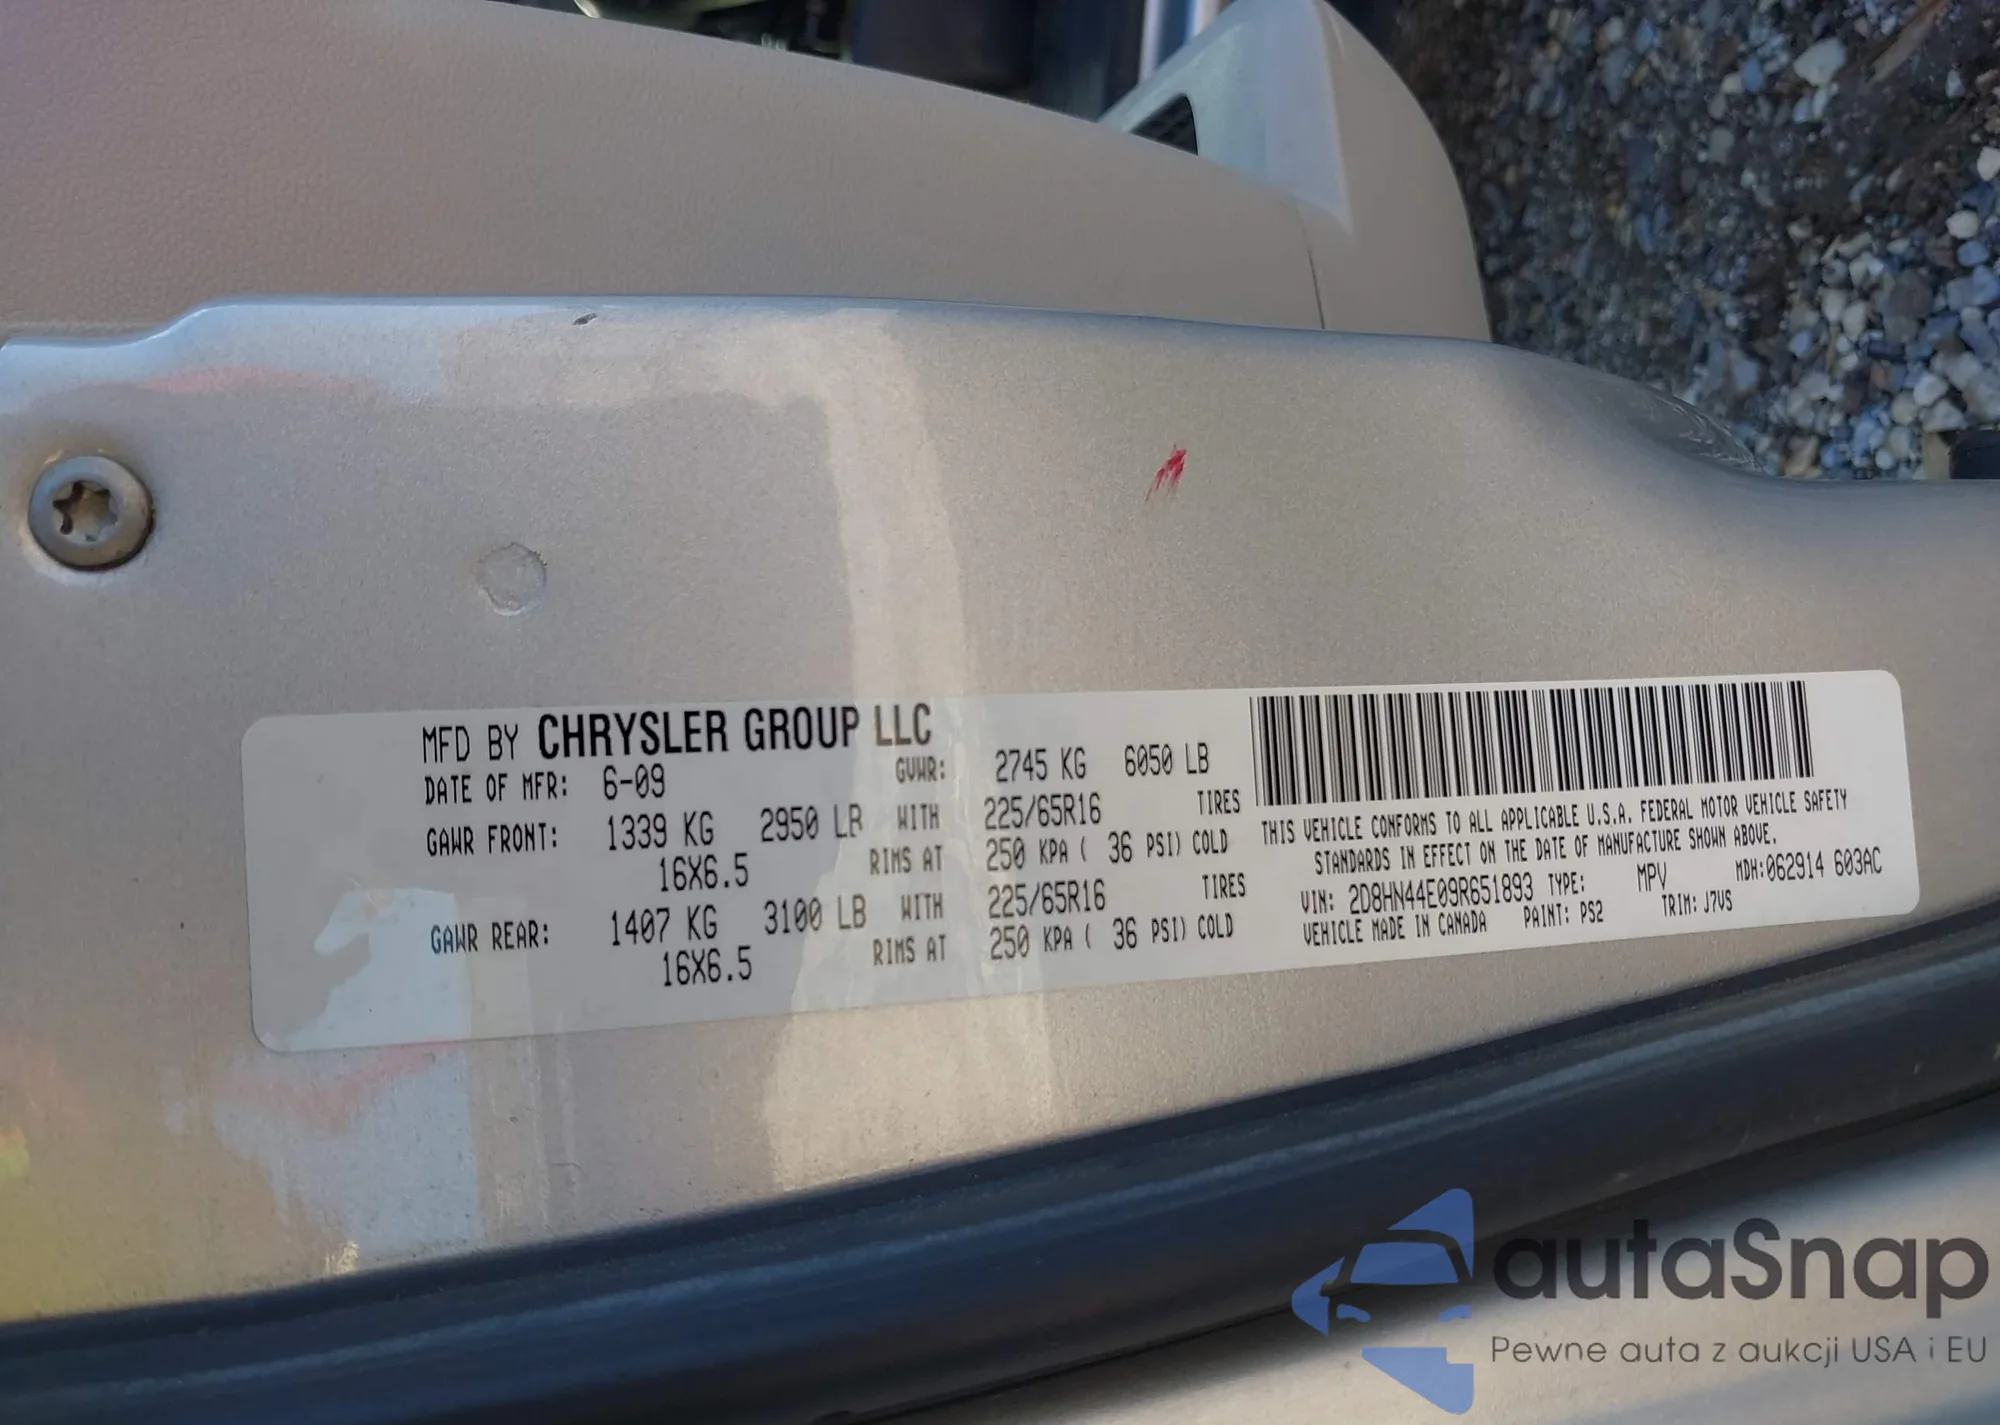 MFD BY CHRYSLER GROUP LLC
DATE OF MFR: 6-09 GVWR: 2745 KG 6050 LB
GAWR FRONT: 1339 KG 2950 LB WITH 225/65R16 TIRES
16X6.5 RIMS AT 250 KPA ( 36 PSI) COLD
GAWR REAR: 1407 KG 3100 LB WITH 225/65R16 TIRES
16X6.5 RIMS AT 250 KPA ( 36 PSI) COLD
THIS VEHICLE CONFORMS TO ALL APPLICABLE U.S.A. FEDERAL MOTOR VEHICLE SAFETY
STANDARDS IN EFFECT ON THE DATE OF MANUFACTURE SHOWN ABOVE.
VIN: 2D8HN44E09R651893 TYPE: MPV MDH:062914 603AC
VEHICLE MADE IN CANADA PAINT: PS2 TRIM: J7VS
autaSnap
Pewne auta z aukcji USA i EU